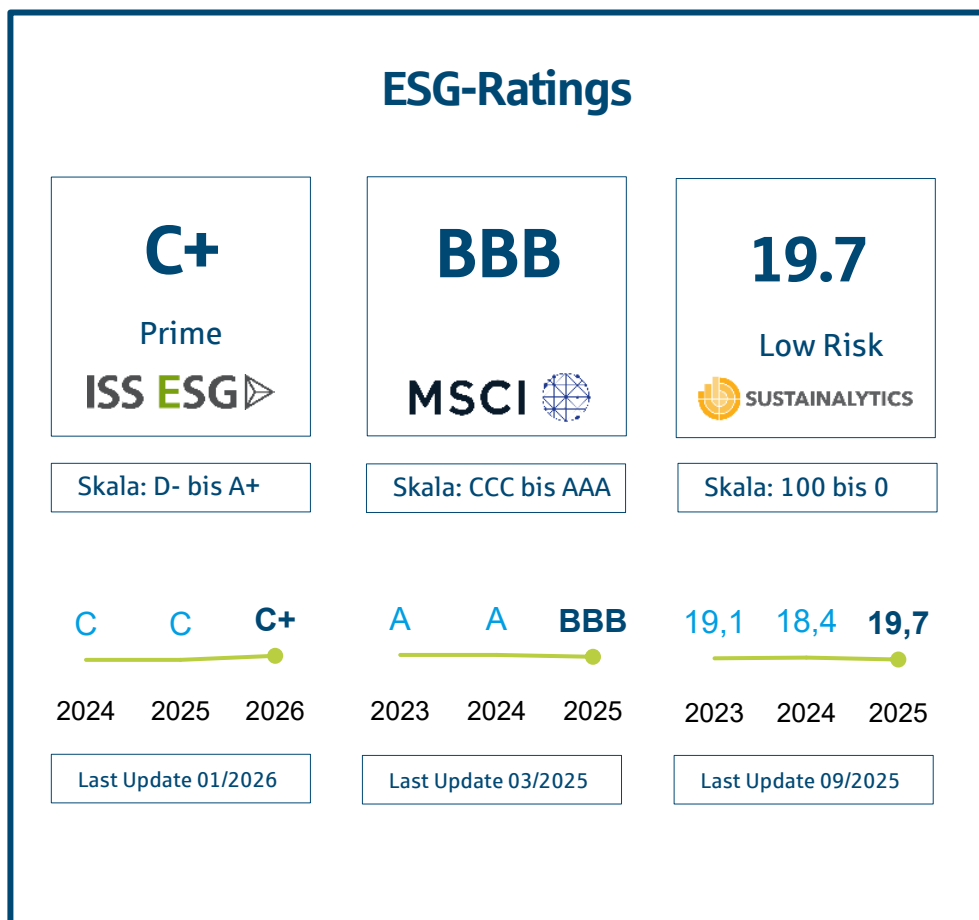 ESG-Ratings
C+
Prime
ISS ESG
Skala: D- bis A+
BBB
MSCI
Skala: CCC bis AAA
19.7
Low Risk
SUSTAINALYTICS
Skala: 100 bis 0
C C C+
2024 2025 2026
Last Update 01/2026
A A BBB
2023 2024 2025
Last Update 03/2025
19,1 18,4 19,7
2023 2024 2025
Last Update 09/2025